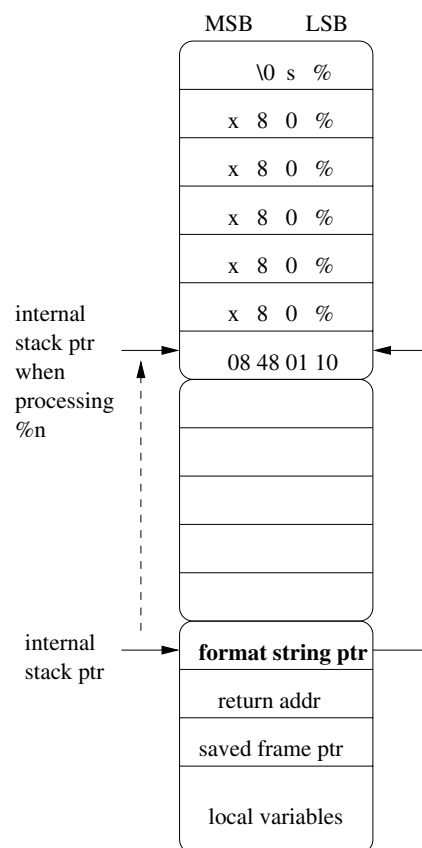 MSB LSB
\0 s %
x 8 0 %
x 8 0 %
x 8 0 %
x 8 0 %
x 8 0 %
internal
stack ptr
when
processing
%n
08 48 01 10
internal
stack ptr
format string ptr
return addr
saved frame ptr
local variables